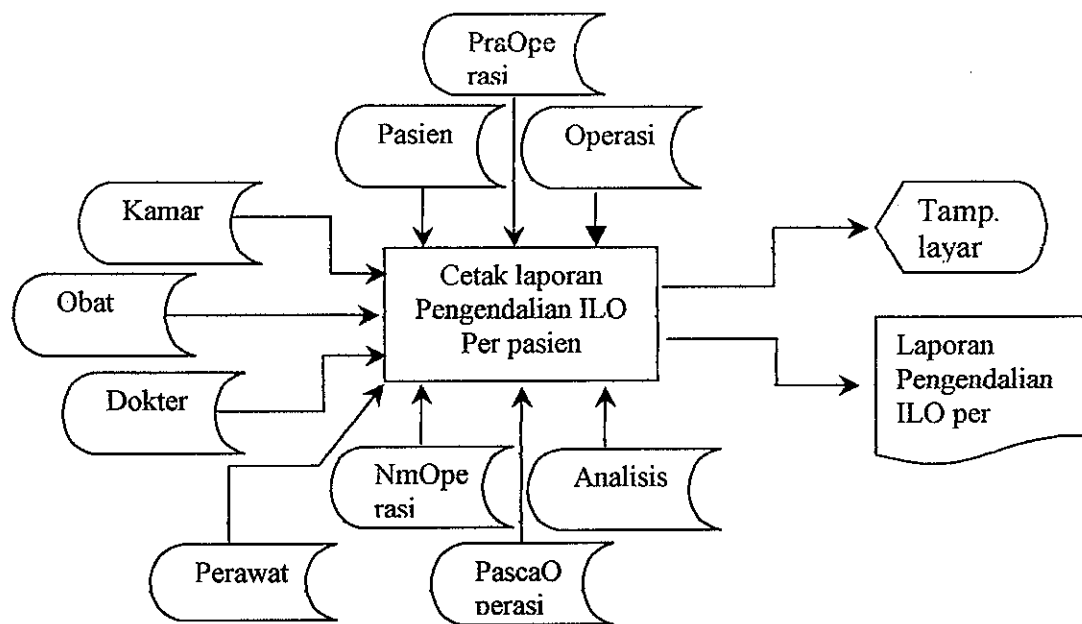 PraOpe
rasi
Pasien
Operasi
Kamar
Obat
Dokter
Perawat
Cetak laporan
Pengendalian ILO
Per pasien
NmOpe
rasi
PascaO
perasi
Analisis
Tamp.
layar
Laporan
Pengendalian
ILO per